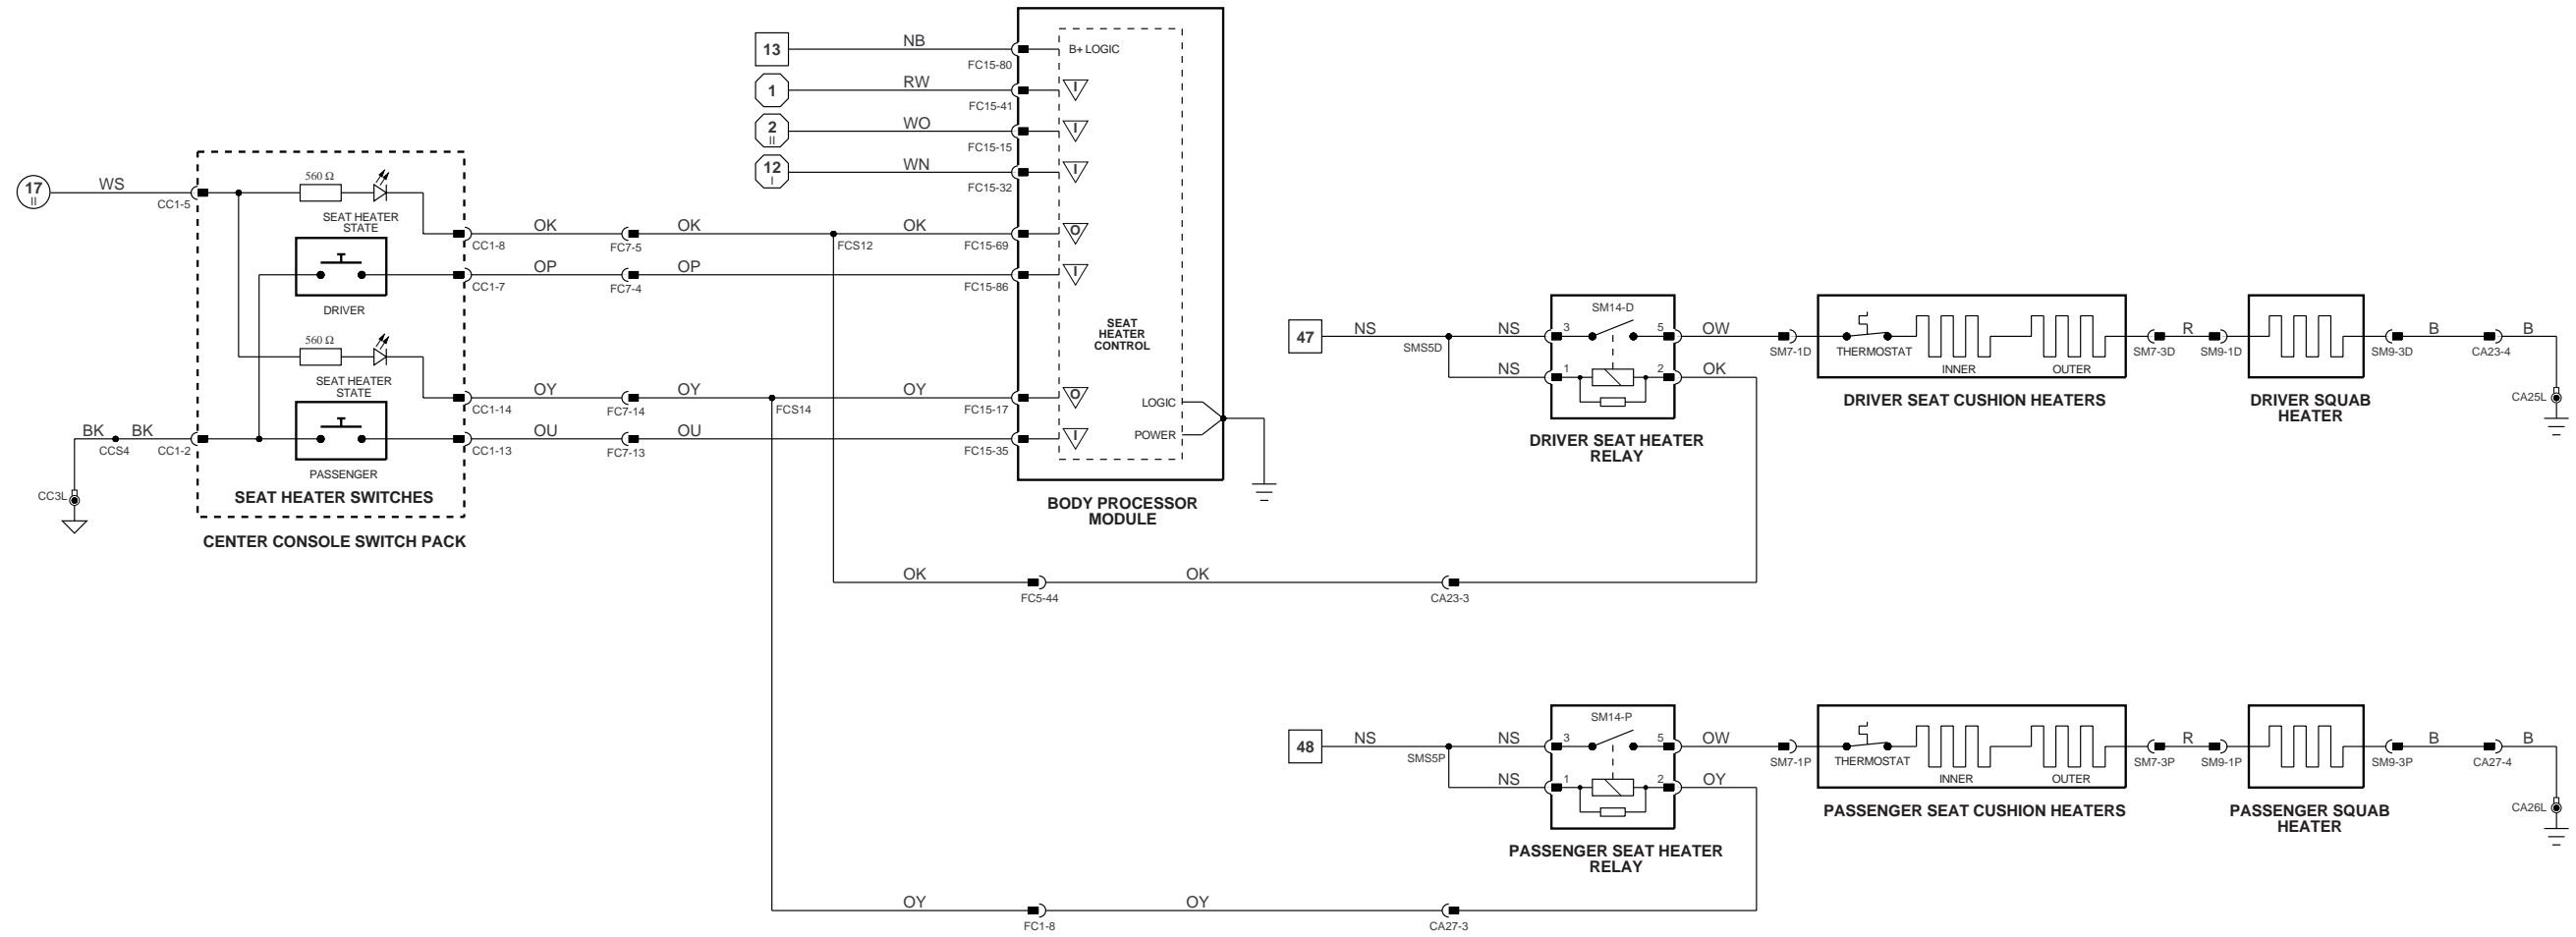 13
NB
FC15-80
B+ LOGIC
1
RW
FC15-41
I
2
II
WO
FC15-15
I
12
I
WN
FC15-32
I
17
II
WS
CC1-5
560 Ω
SEAT HEATER
STATE
CC1-8
OK
FC7-5
OK
FCS12
OK
FC15-69
O
DRIVER
CC1-7
OP
FC7-4
OP
FC15-86
I
560 Ω
SEAT HEATER
STATE
CC1-14
OY
FC7-14
OY
FCS14
OY
FC15-17
O
BK
CCS4
BK
CC1-2
PASSENGER
CC1-13
OU
FC7-13
OU
FC15-35
I
CC3L
SEAT HEATER SWITCHES
CENTER CONSOLE SWITCH PACK
SEAT
HEATER
CONTROL
LOGIC
POWER
BODY PROCESSOR
MODULE
47
NS
SMS5D
NS
NS
SM14-D
3
5
1
2
OW
OK
DRIVER SEAT HEATER
RELAY
SM7-1D
THERMOSTAT
INNER
OUTER
DRIVER SEAT CUSHION HEATERS
SM7-3D
R
SM9-1D
DRIVER SQUAB
HEATER
SM9-3D
B
CA23-4
B
CA25L
OK
FC5-44
OK
CA23-3
48
NS
SMS5P
NS
NS
SM14-P
3
5
1
2
OW
OY
PASSENGER SEAT HEATER
RELAY
SM7-1P
THERMOSTAT
INNER
OUTER
PASSENGER SEAT CUSHION HEATERS
SM7-3P
R
SM9-1P
PASSENGER SQUAB
HEATER
SM9-3P
B
CA27-4
B
CA26L
OY
FC1-8
OY
CA27-3